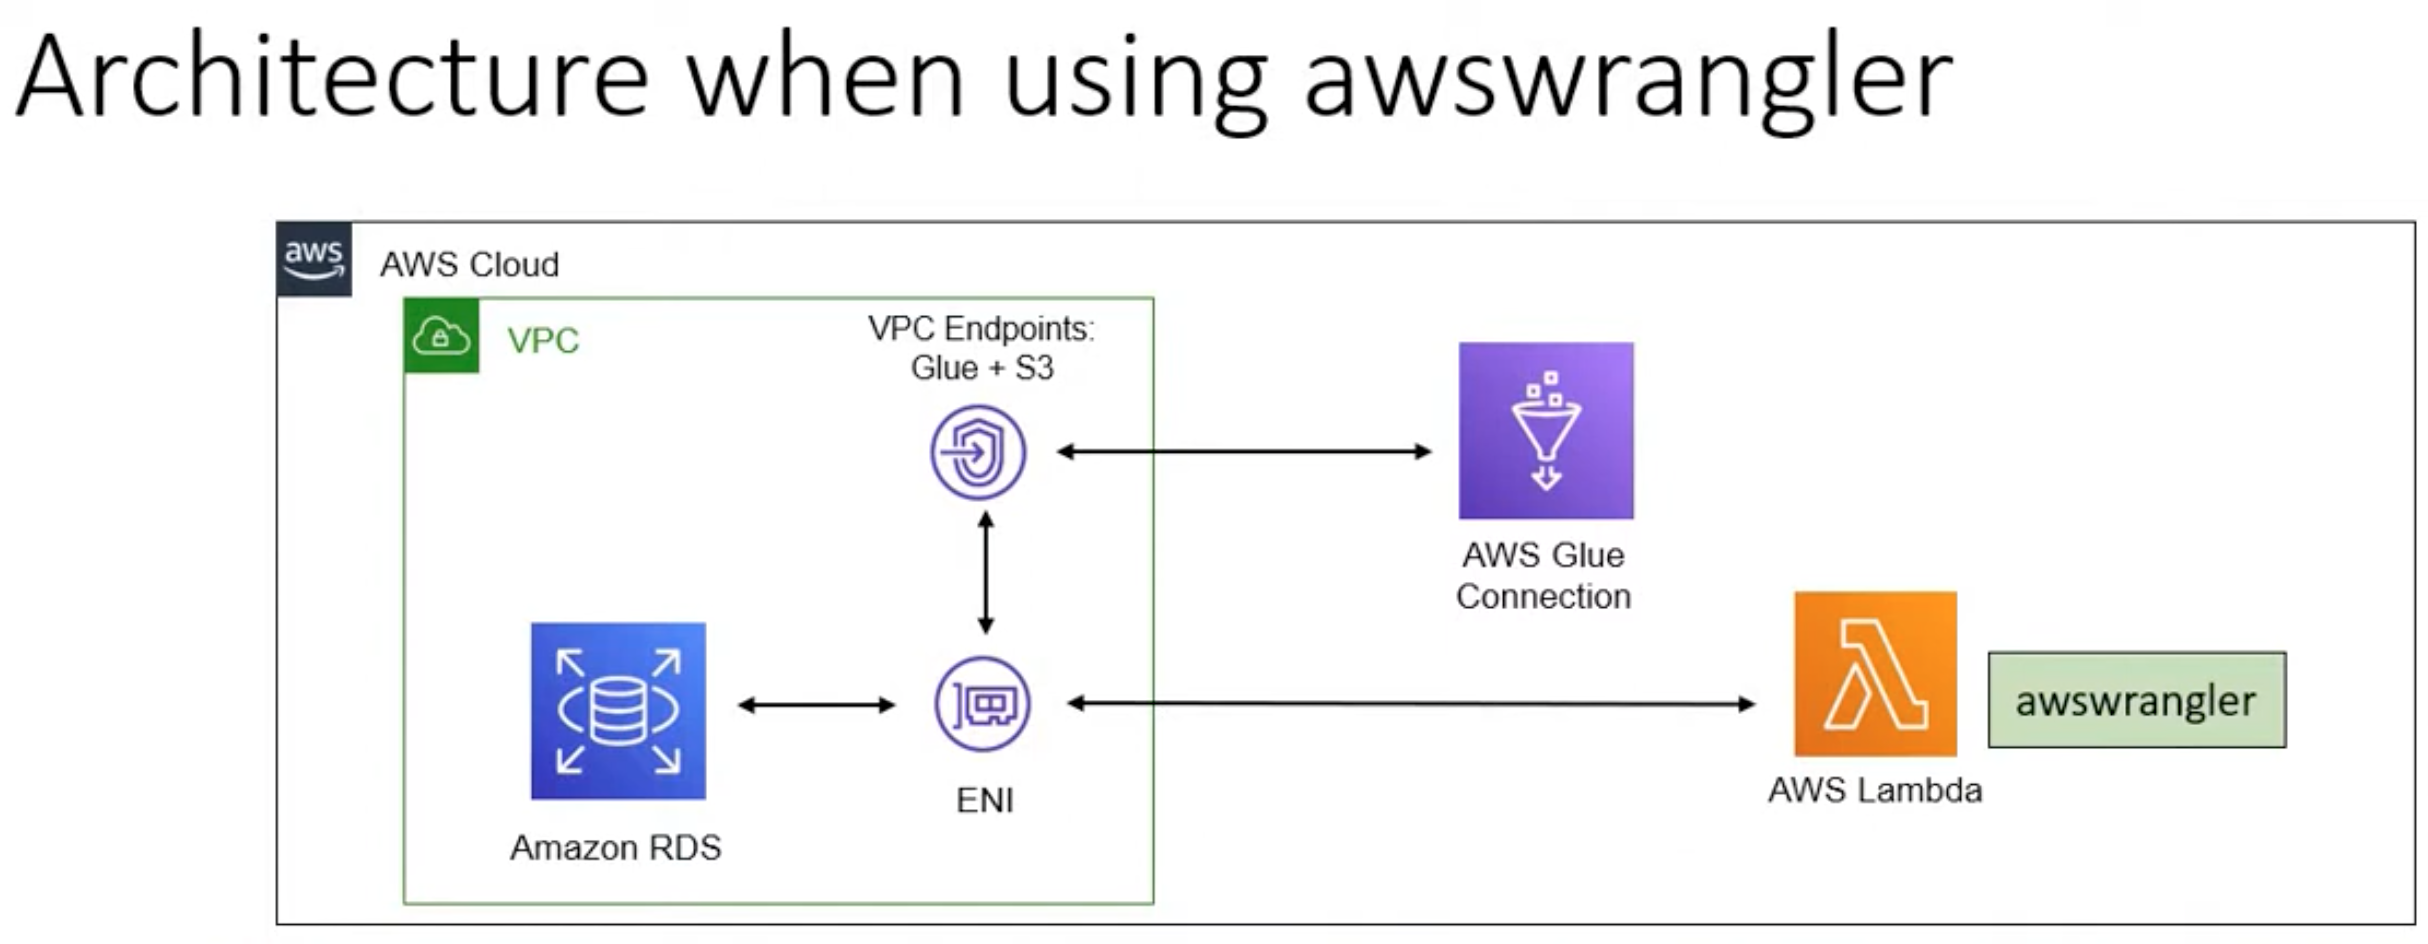 Architecture when using awswrangler
aws
AWS Cloud
VPC
VPC Endpoints:
Glue + S3
AWS Glue
Connection
Amazon RDS
ENI
AWS Lambda
awswrangler